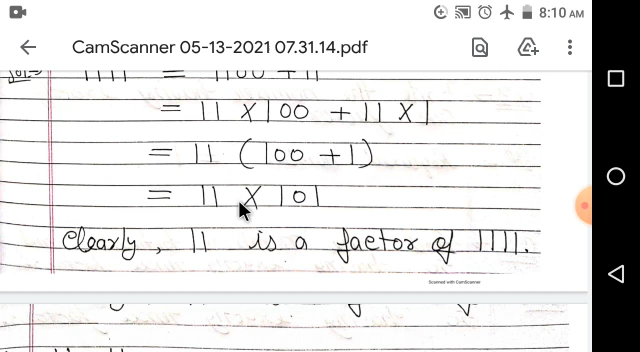 8:10 AM
CamScanner 05-13-2021 07.31.14.pdf
1111 = 1100 + 11
= 11 X 100 + 11 X 1
= 11 (100 + 1)
= 11 X 101
Clearly, 11 is a factor of 1111.
Scanned with CamScanner